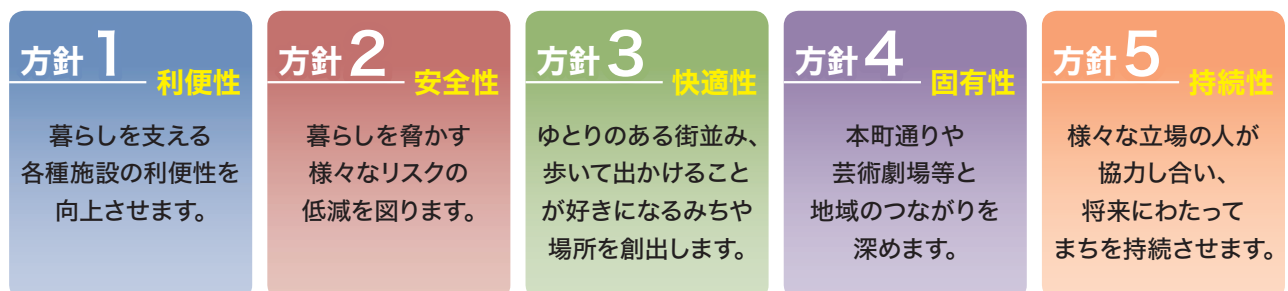 方針1
利便性
暮らしを支える
各種施設の利便性を
向上させます。
方針2
安全性
暮らしを脅かす
様々なリスクの
低減を図ります。
方針3
快適性
ゆとりのある街並み、
歩いて出かけること
が好きになるみちや
場所を創出します。
方針4
固有性
本町通りや
芸術劇場等と
地域のつながりを
深めます。
方針5
持続性
様々な立場の人が
協力し合い、
将来にわたって
まちを持続させます。